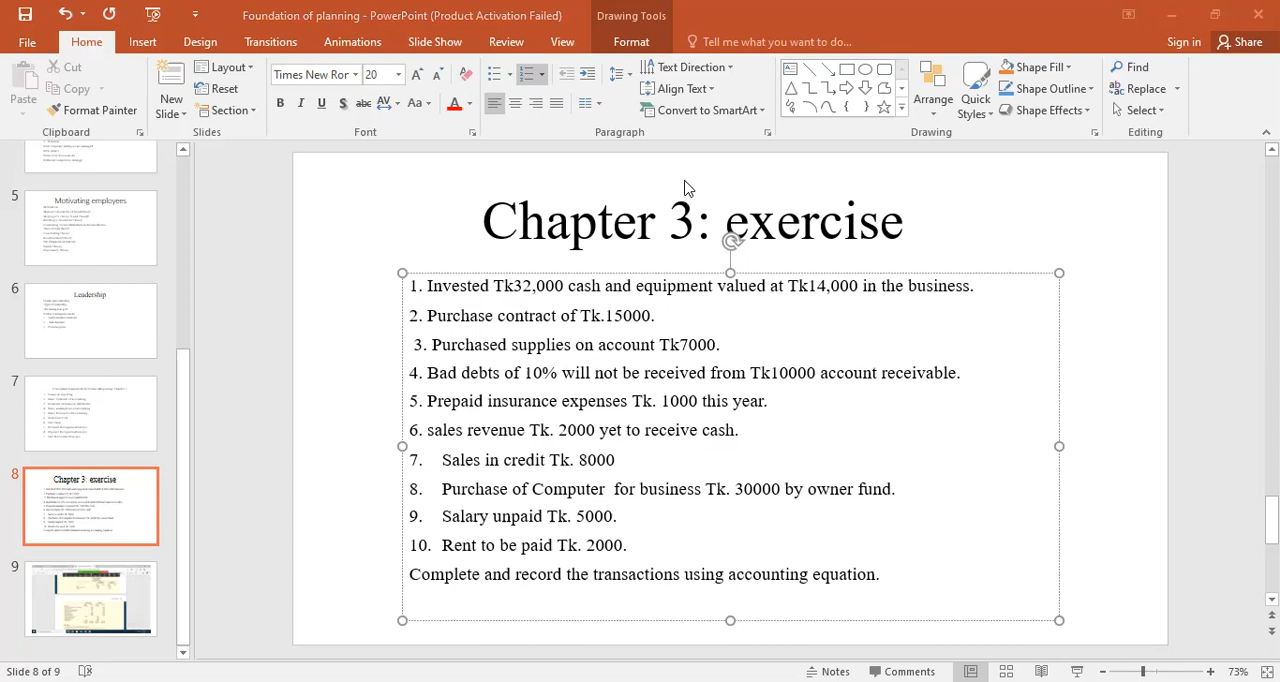 Foundation of planning - PowerPoint (Product Activation Failed)
Drawing Tools
File Home Insert Design Transitions Animations Slide Show Review View Format Tell me what you want to do... Sign in Share
Cut
Copy
Format Painter
Paste
Clipboard
New
Slide
Layout
Reset
Section
Slides
Times New Ror 20
B I U S abc AV Aa A
Font
Text Direction
Align Text
Convert to SmartArt
Paragraph
Arrange
Quick
Styles
Shape Fill
Shape Outline
Shape Effects
Drawing
Find
Replace
Select
Editing
5
Motivating employees
6
Leadership
7
8
Chapter 3: exercise
9
Chapter 3: exercise
1. Invested Tk32,000 cash and equipment valued at Tk14,000 in the business.
2. Purchase contract of Tk.15000.
3. Purchased supplies on account Tk7000.
4. Bad debts of 10% will not be received from Tk10000 account receivable.
5. Prepaid insurance expenses Tk. 1000 this year.
6. sales revenue Tk. 2000 yet to receive cash.
7. Sales in credit Tk. 8000
8. Purchase of Computer for business Tk. 30000 by owner fund.
9. Salary unpaid Tk. 5000.
10. Rent to be paid Tk. 2000.
Complete and record the transactions using accounting equation.
Slide 8 of 9
Notes Comments 73%